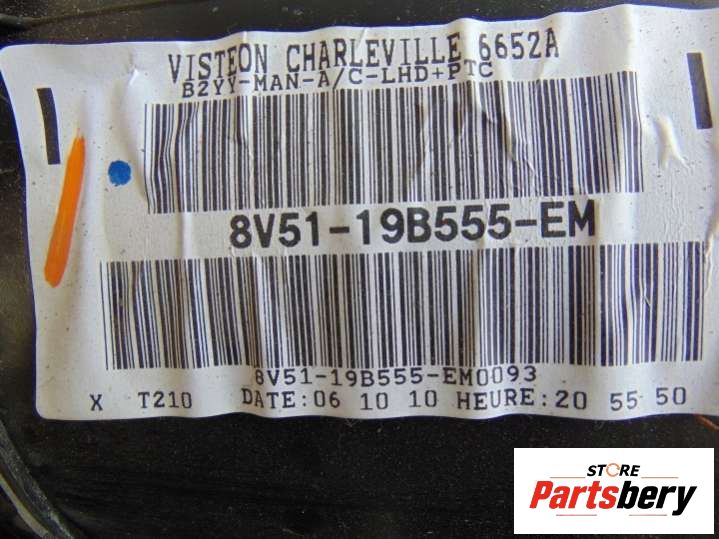 VISTEON CHARLEVILLE 6652A
B2YY-MAN-A/C-LHD+PTC
8V51-19B555-EM
8V51-19B555-EM0093
X T210 DATE:06 10 10 HEURE:20 55 50
STORE
Partsbery